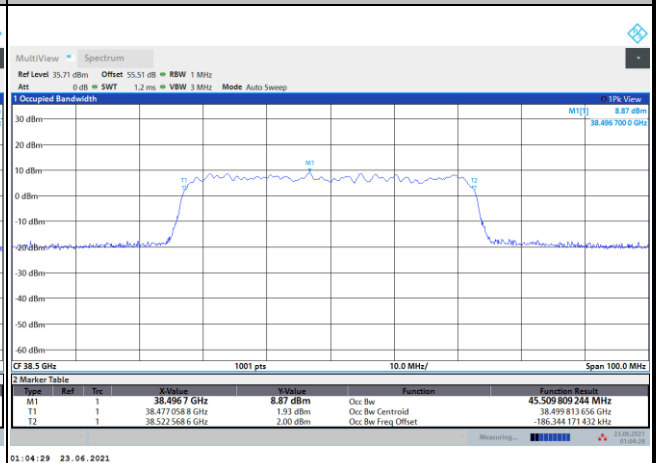 MultiView Spectrum
Ref Level 35.71 dBm Offset 55.51 dB RBW 1 MHz
Att 0 dB SWT 1.2 ms VBW 3 MHz Mode Auto Sweep
1 Occupied Bandwidth 1Pk View
M1[1] 8.87 dBm
38.496 700 0 GHz
30 dBm
20 dBm
M1
10 dBm
T1 T2
0 dBm
-10 dBm
-20 dBm
-30 dBm
-40 dBm
-50 dBm
-60 dBm
CF 38.5 GHz 1001 pts 10.0 MHz/ Span 100.0 MHz
2 Marker Table
Type Ref Trc X-Value Y-Value Function Function Result
M1 1 38.496 7 GHz 8.87 dBm Occ Bw 45.509 809 244 MHz
T1 1 38.477 058 8 GHz 1.93 dBm Occ Bw Centroid 38.499 813 656 GHz
T2 1 38.522 568 6 GHz 2.00 dBm Occ Bw Freq Offset -186.344 171 432 kHz
Measuring... 23.06.2021
01:04:28
01:04:29 23.06.2021